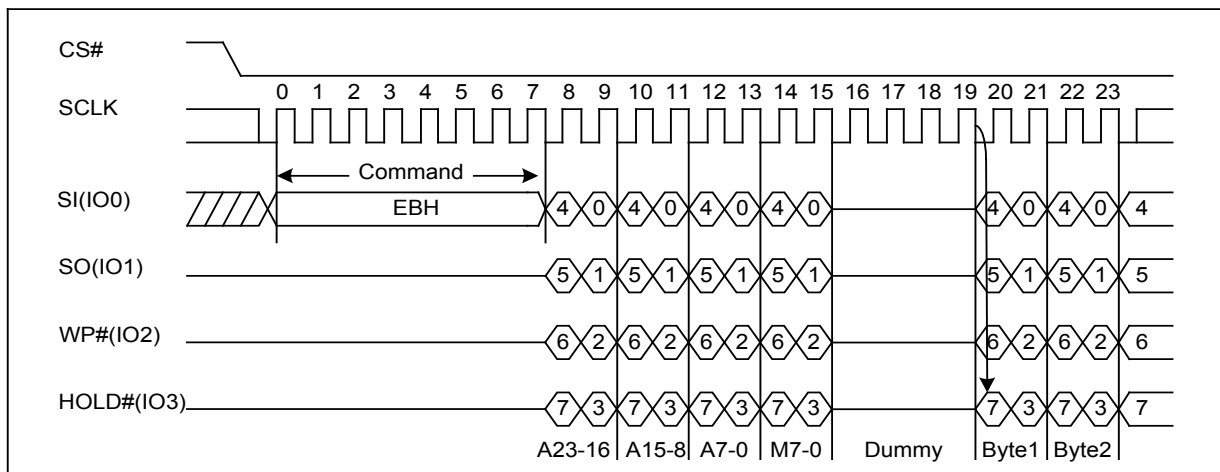 CS#
0 1 2 3 4 5 6 7 8 9 10 11 12 13 14 15 16 17 18 19 20 21 22 23
SCLK
Command
SI(IO0) EBH 4 0 4 0 4 0 4 0 4 0 4 0 4
SO(IO1) 5 1 5 1 5 1 5 1 5 1 5 1 5
WP#(IO2) 6 2 6 2 6 2 6 2 6 2 6 2 6
HOLD#(IO3) 7 3 7 3 7 3 7 3 7 3 7 3 7
A23-16 A15-8 A7-0 M7-0 Dummy Byte1 Byte2